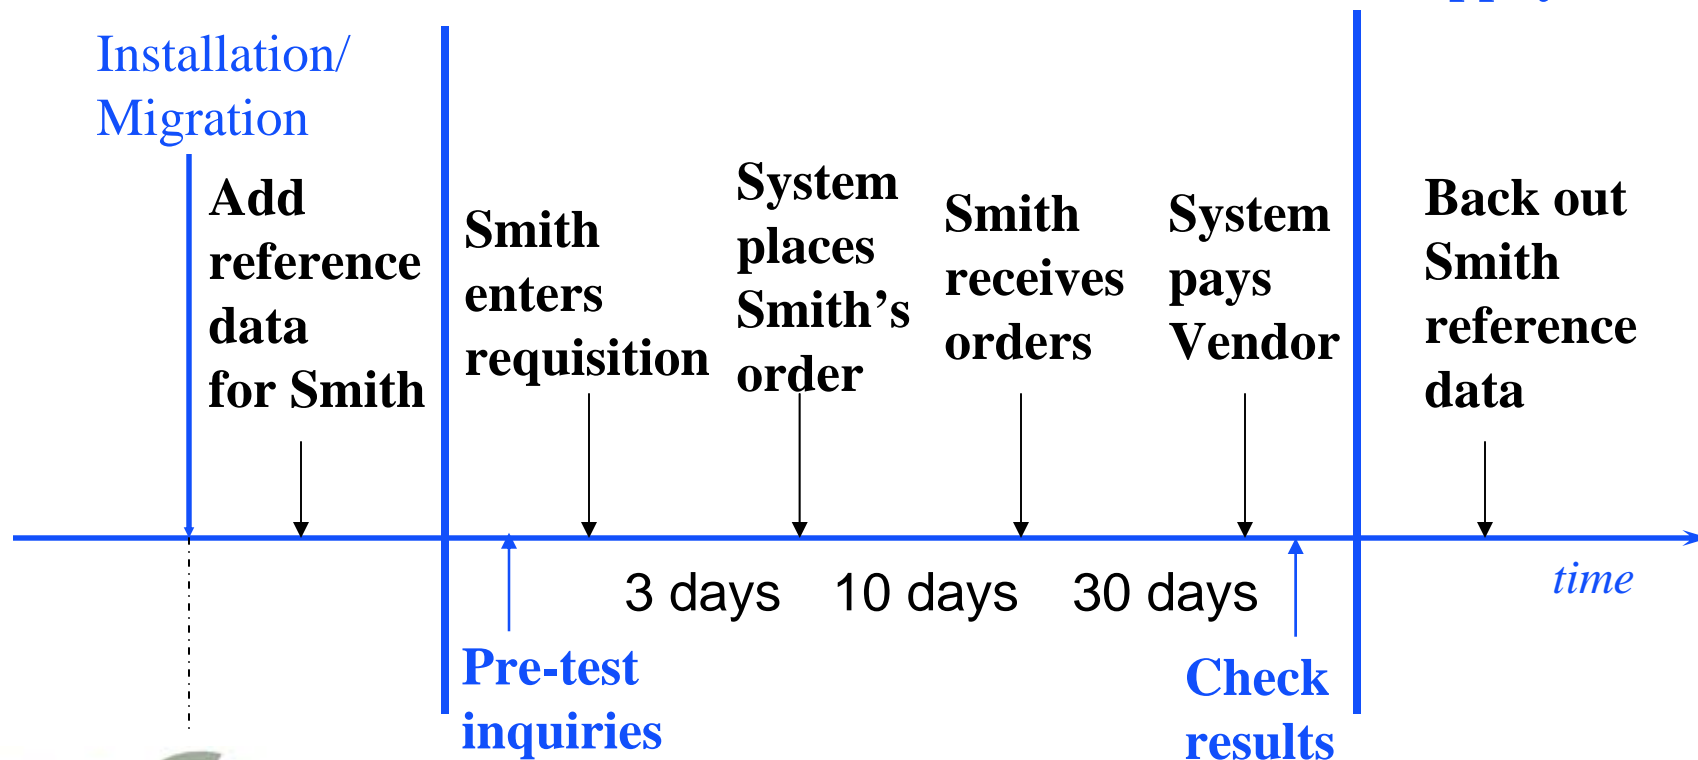 Installation/
Migration
Add
reference
data
for Smith
Smith
enters
requisition
System
places
Smith’s
order
Smith
receives
orders
System
pays
Vendor
Back out
Smith
reference
data
3 days
10 days
30 days
time
Pre-test
inquiries
Check
results